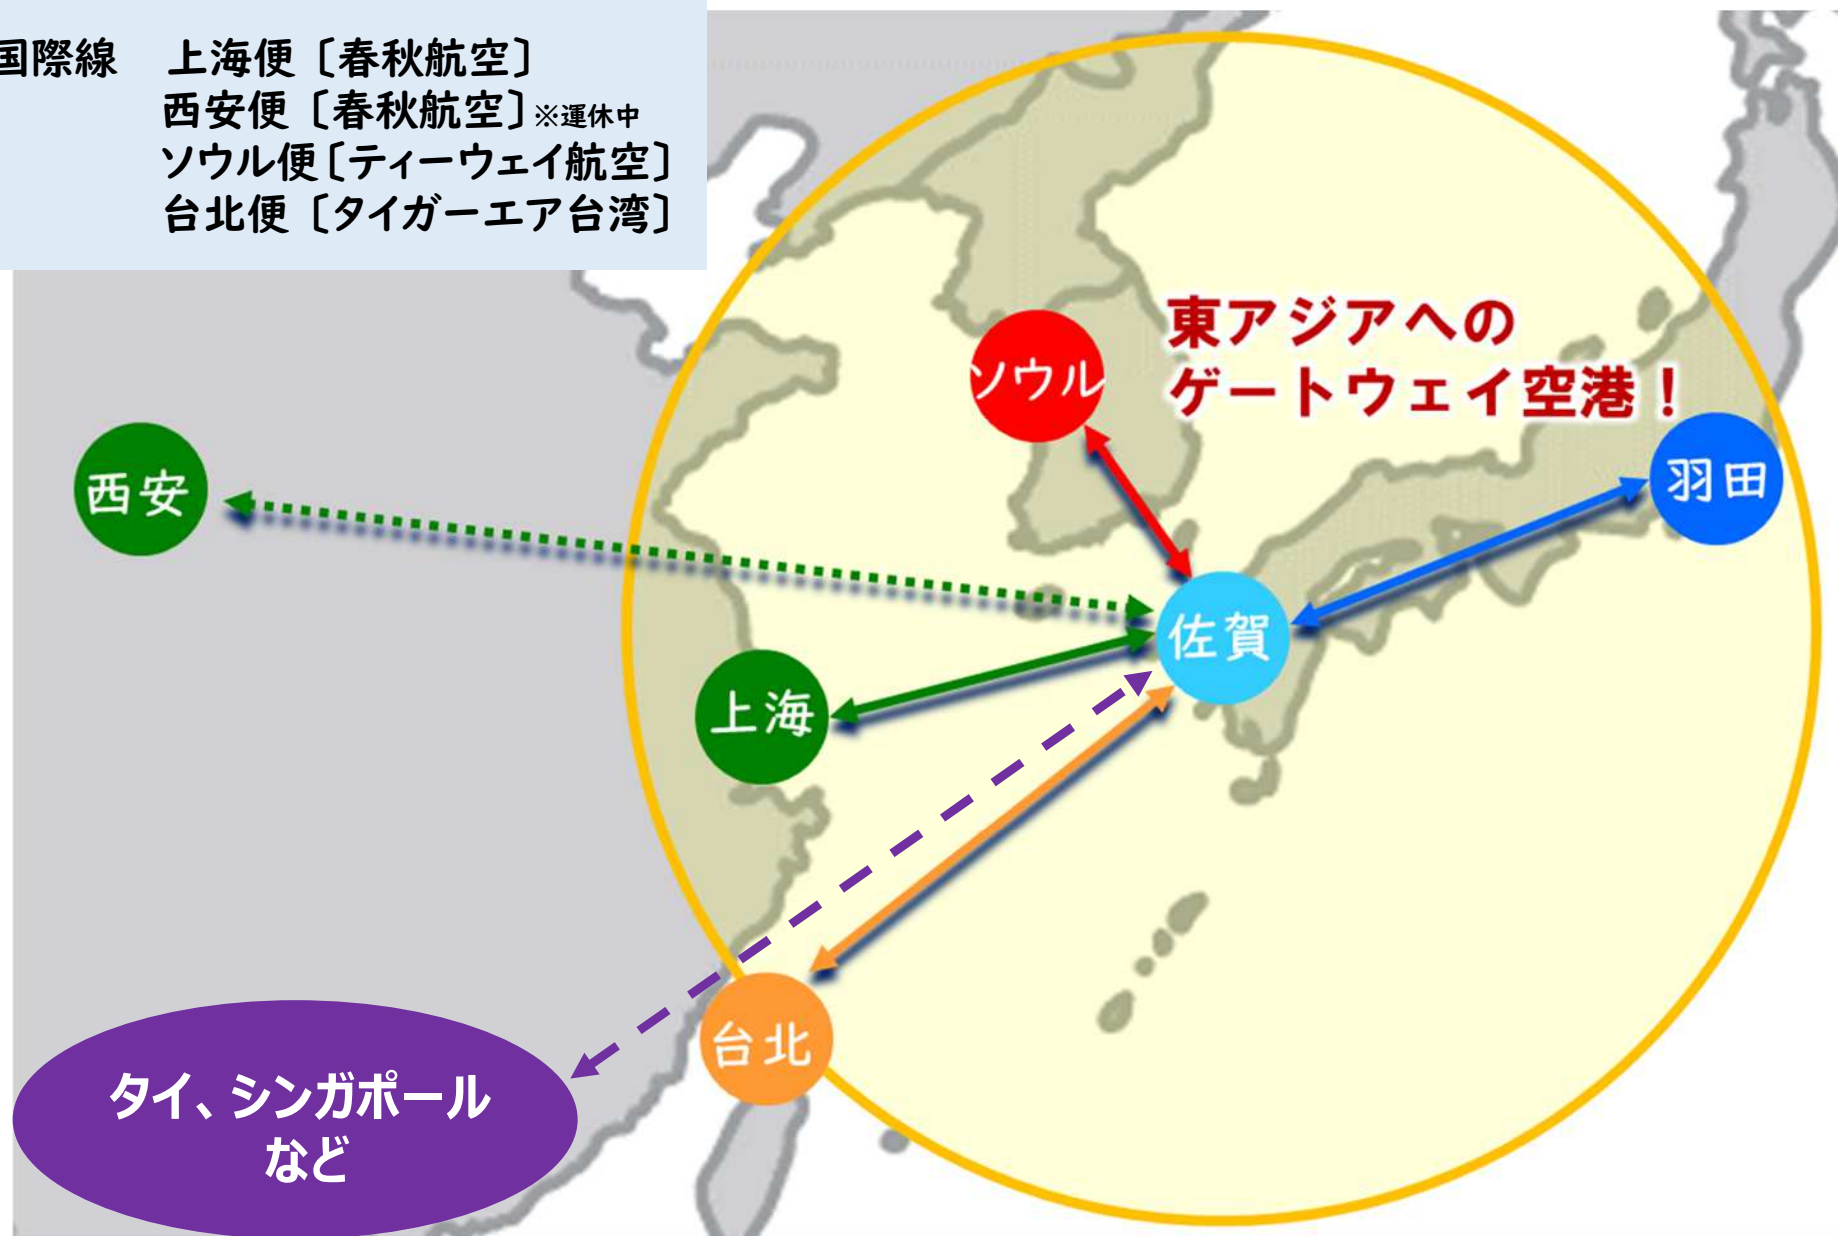 国際線 上海便〔春秋航空〕
西安便〔春秋航空〕※運休中
ソウル便〔ティーウェイ航空〕
台北便〔タイガーエア台湾〕
東アジアへの
ゲートウェイ空港！
ソウル
西安
羽田
佐賀
上海
台北
タイ、シンガポール
など